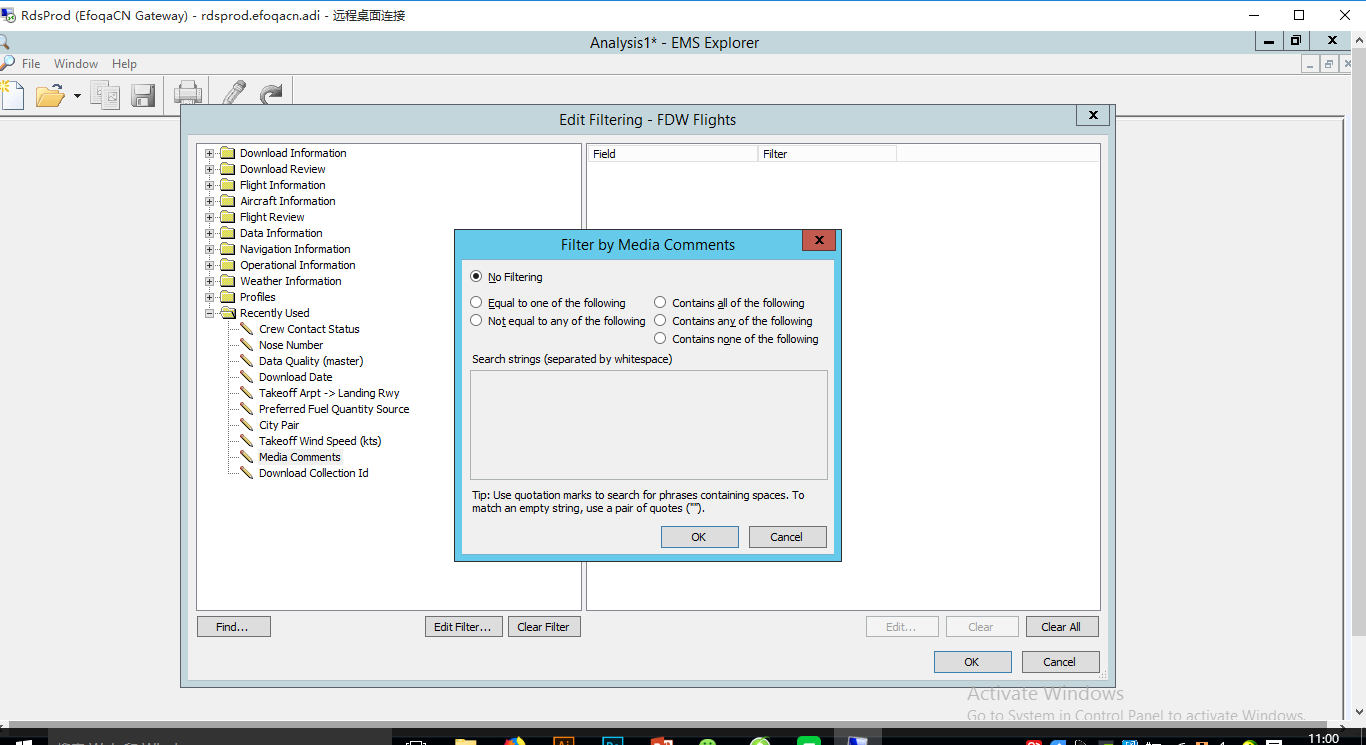 RdsProd (EfoqaCN Gateway) - rdsprod.efoqacn.adi - 远程桌面连接
Analysis1* - EMS Explorer
File Window Help
Edit Filtering - FDW Flights
Download Information
Download Review
Flight Information
Aircraft Information
Flight Review
Data Information
Navigation Information
Operational Information
Weather Information
Profiles
Recently Used
Crew Contact Status
Nose Number
Data Quality (master)
Download Date
Takeoff Arpt -> Landing Rwy
Preferred Fuel Quantity Source
City Pair
Takeoff Wind Speed (kts)
Media Comments
Download Collection Id
Field Filter
Filter by Media Comments
No Filtering
Equal to one of the following
Not equal to any of the following
Contains all of the following
Contains any of the following
Contains none of the following
Search strings (separated by whitespace)
Tip: Use quotation marks to search for phrases containing spaces. To
match an empty string, use a pair of quotes ("").
OK Cancel
Find... Edit Filter... Clear Filter Edit... Clear Clear All
OK Cancel
Activate Windows
Go to System in Control Panel to activate Windows.
11:00